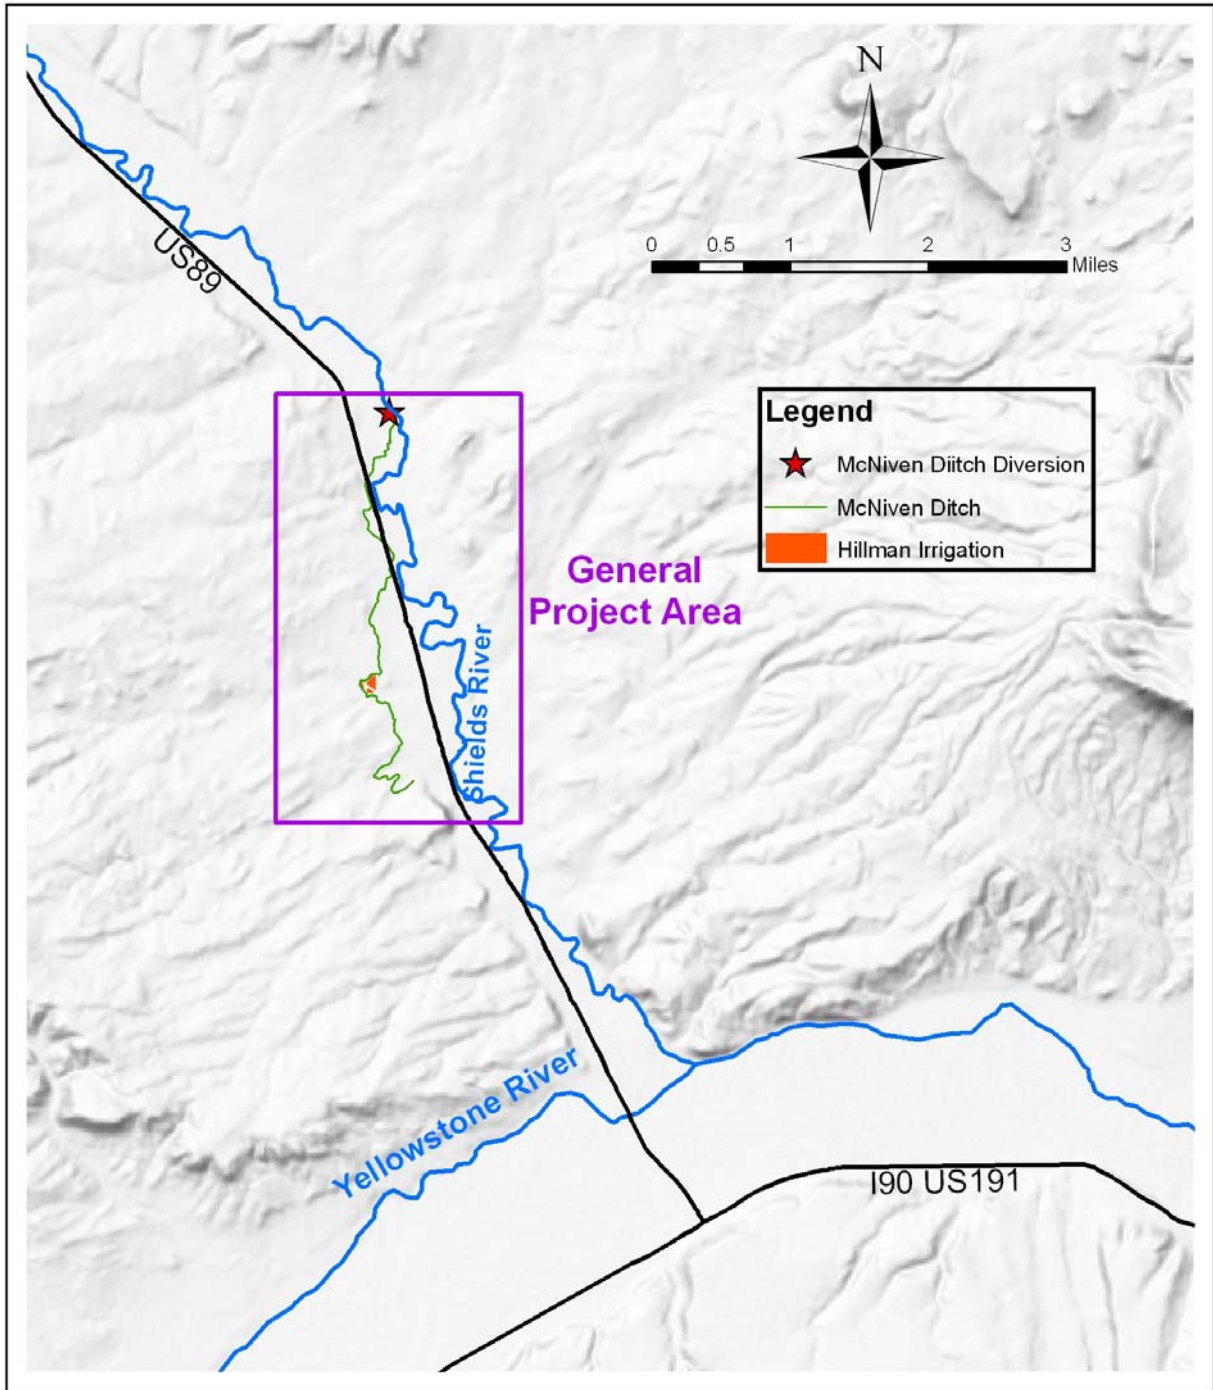 N
0 0.5 1 2 3
Miles
US89
Legend
McNiven Diitch Diversion
McNiven Ditch
Hillman Irrigation
General
Project Area
Shields River
Yellowstone River
I90 US191